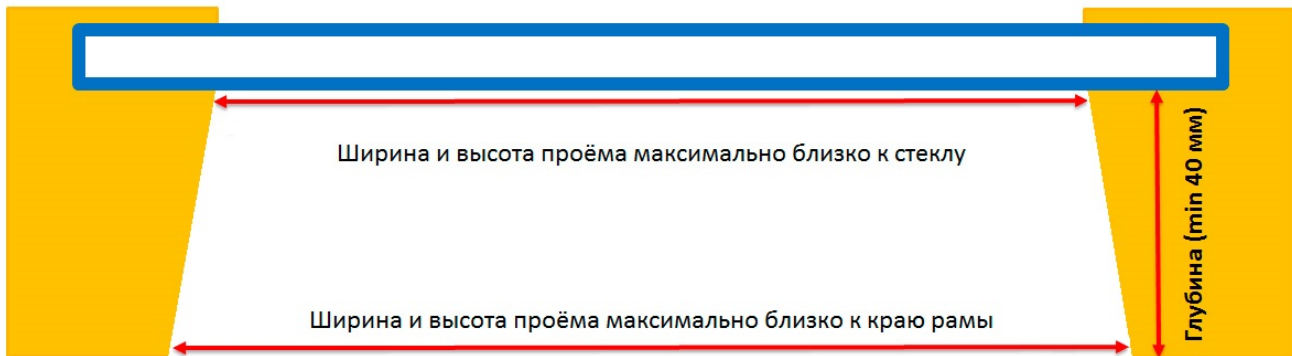 Ширина и высота проёма максимально близко к стеклу
Глубина (min 40 мм)
Ширина и высота проёма максимально близко к краю рамы